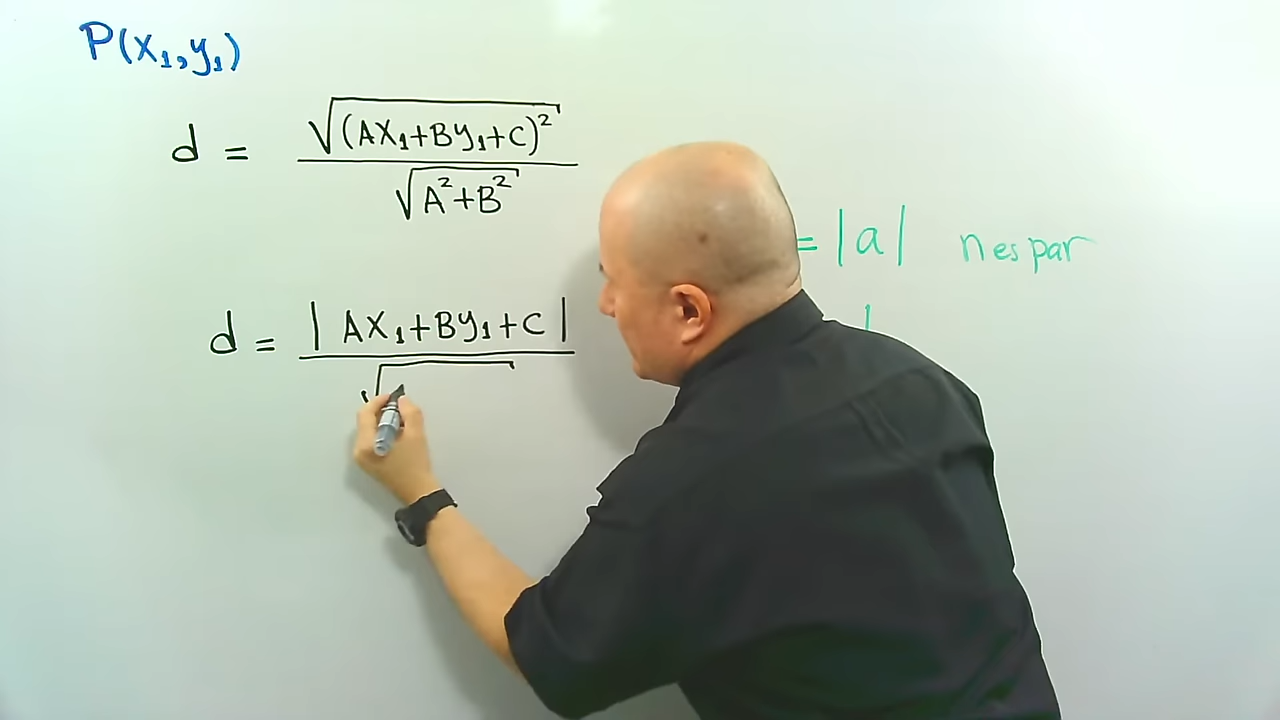 P(x₁,y₁)
d = √(Ax₁+By₁+C)² / √A²+B²
= |a| n es par
d = |Ax₁+By₁+C| / √